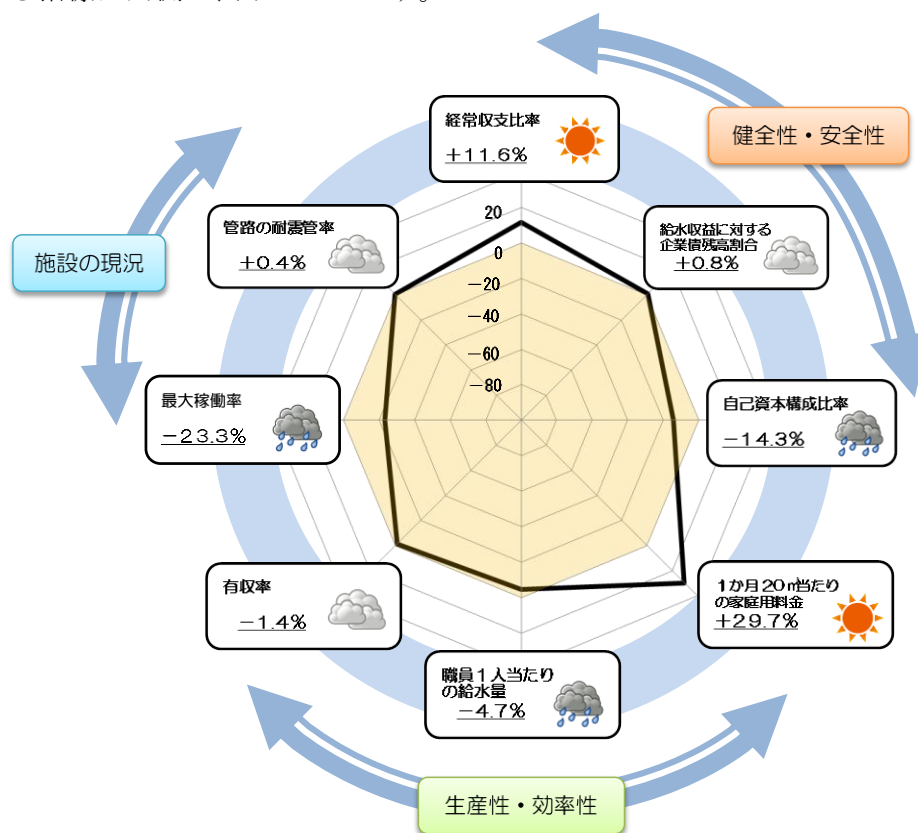 経常収支比率
+11.6%
健全性・安全性
管路の耐震管率
+0.4%
給水収益に対する
企業債残高割合
+0.8%
施設の現況
20
0
-20
-40
-60
-80
最大稼働率
-23.3%
自己資本構成比率
-14.3%
有収率
-1.4%
1か月20㎥当たり
の家庭用料金
+29.7%
職員1人当たり
の給水量
-4.7%
生産性・効率性